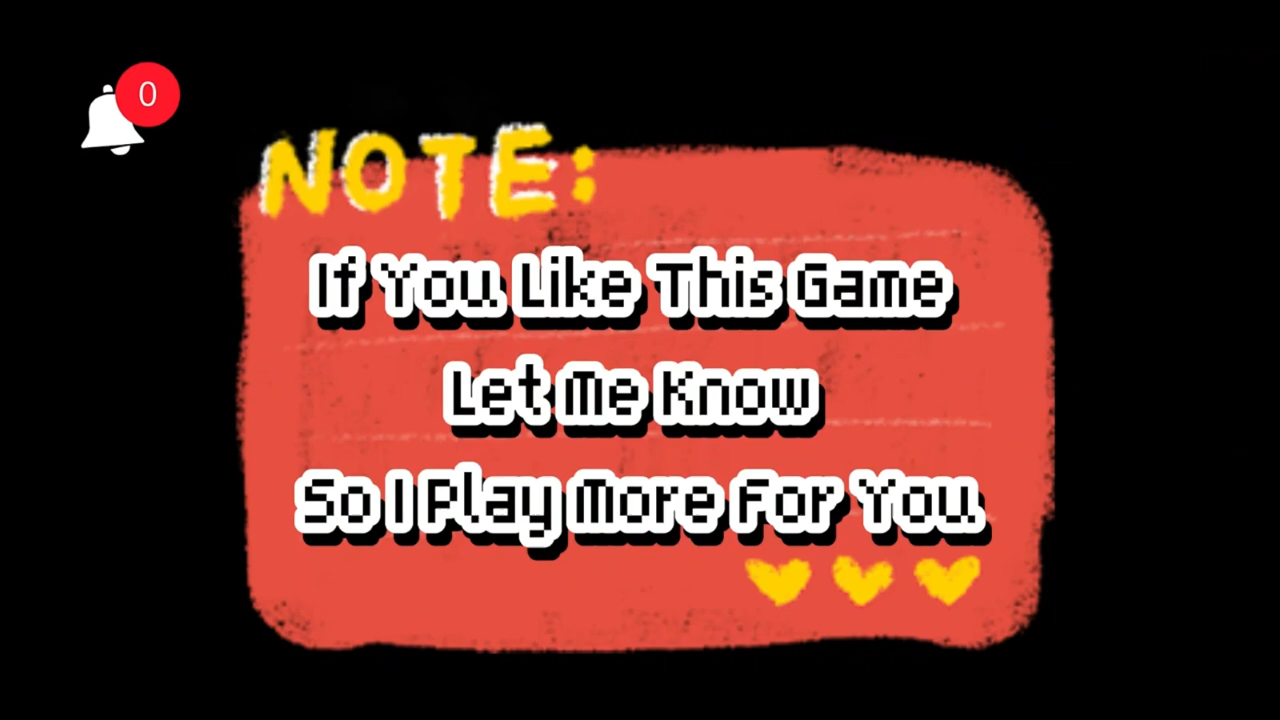 0
NOTE:
If You Like This Game
Let Me Know
So I Play More For You